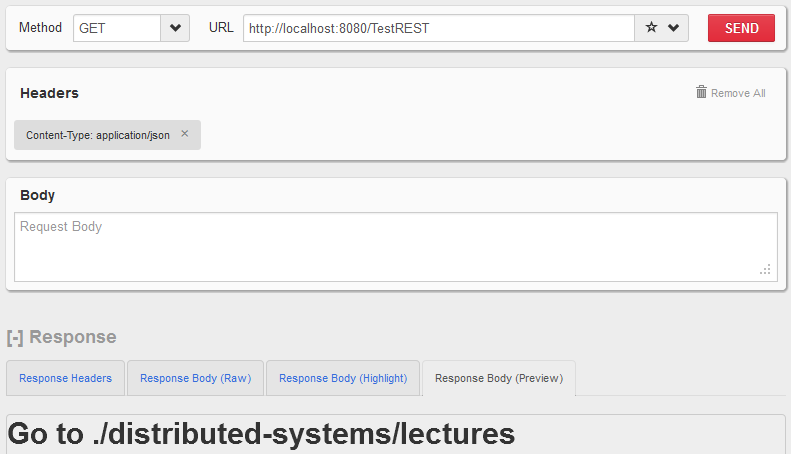 Method GET URL http://localhost:8080/TestREST SEND
Headers Remove All
Content-Type: application/json ×
Body
Request Body
[-] Response
Response Headers Response Body (Raw) Response Body (Highlight) Response Body (Preview)
Go to ./distributed-systems/lectures